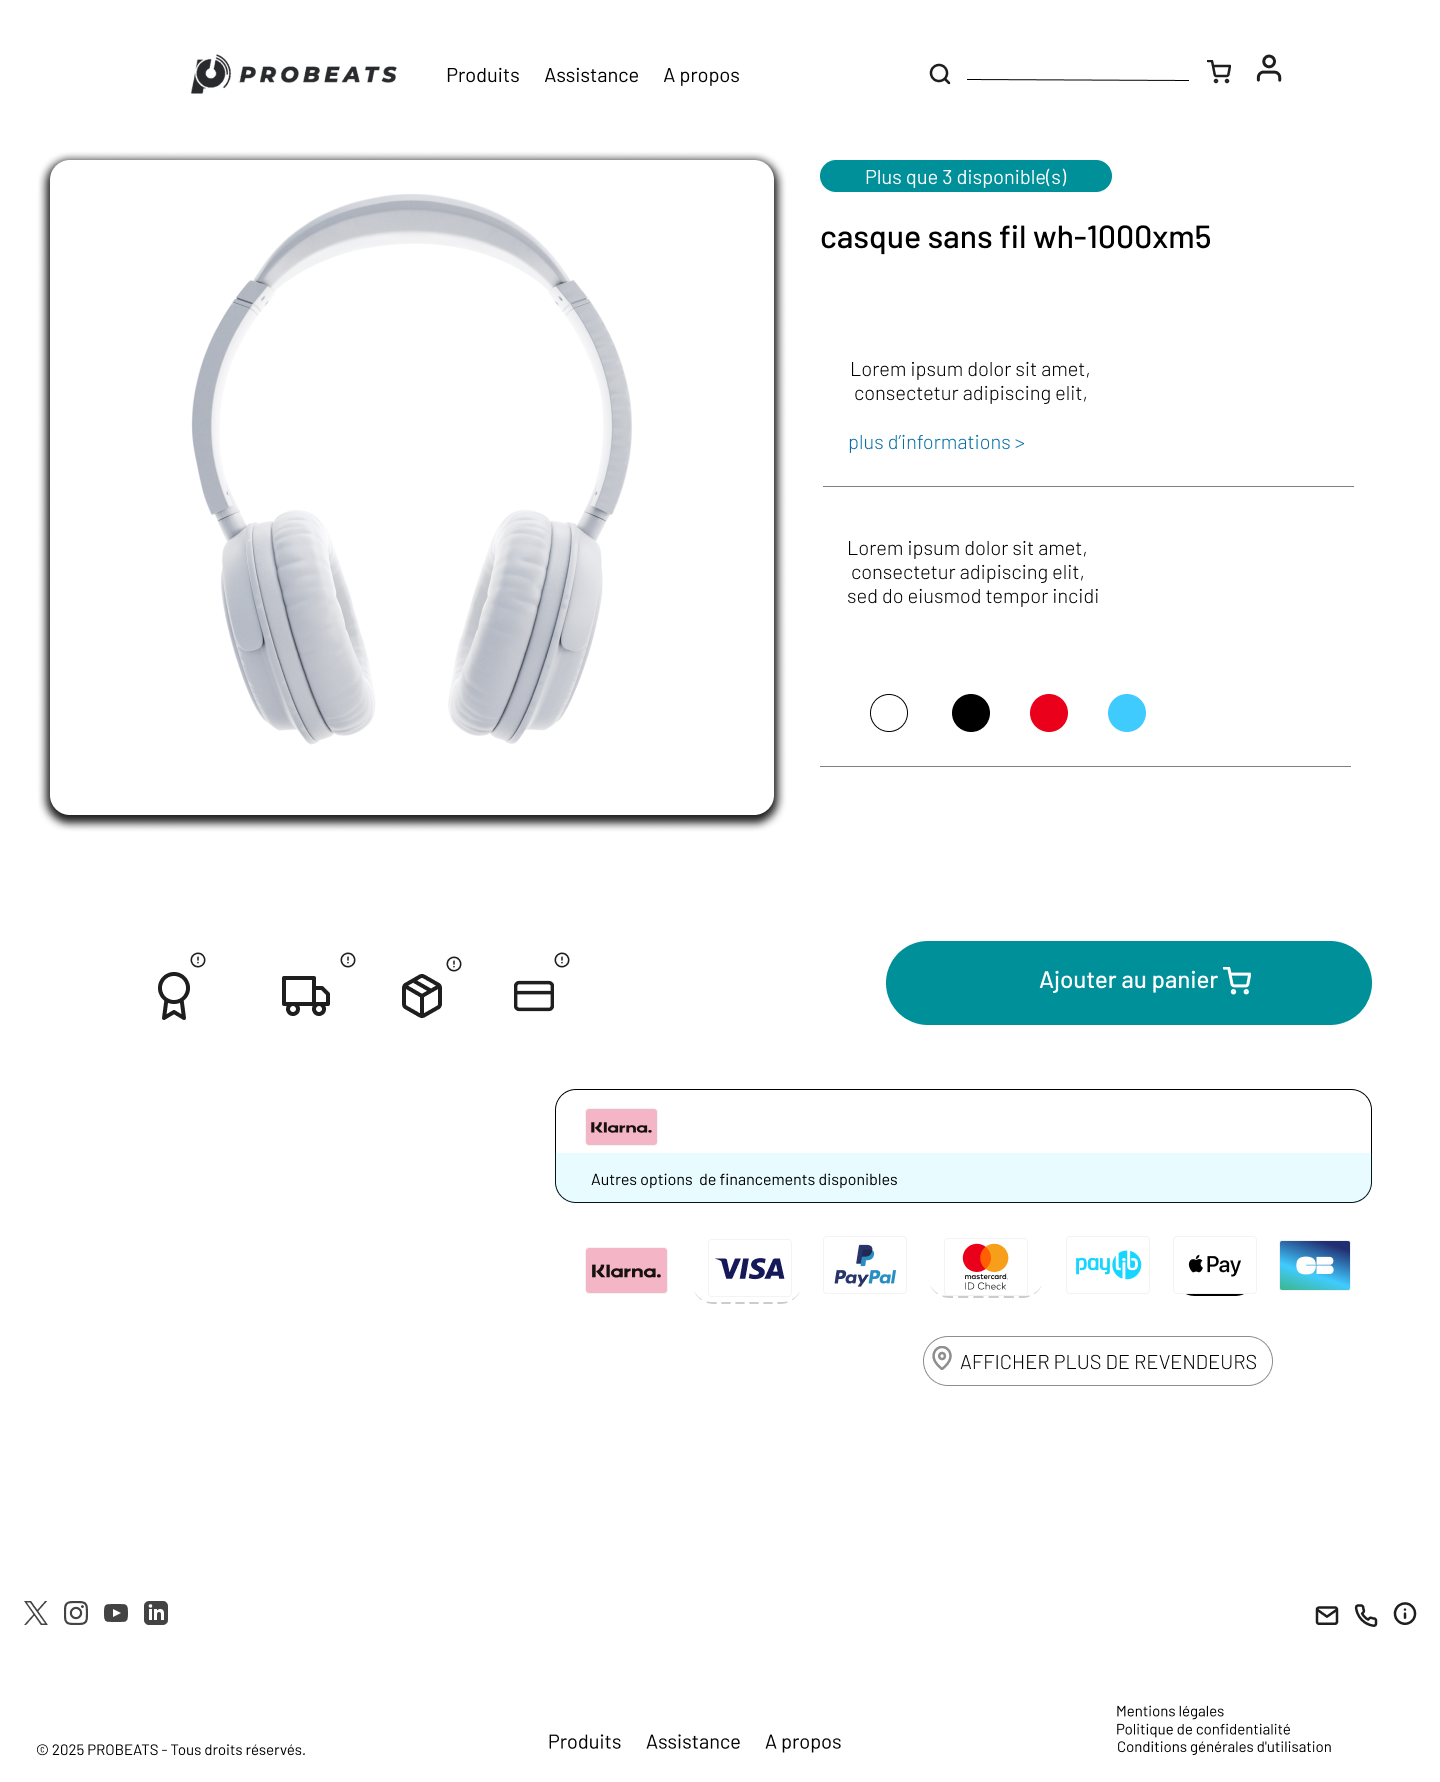 PROBEATS
Produits Assistance A propos
Plus que 3 disponible(s)
casque sans fil wh-1000xm5
Lorem ipsum dolor sit amet,
consectetur adipiscing elit,
plus d’informations >
Lorem ipsum dolor sit amet,
consectetur adipiscing elit,
sed do eiusmod tempor incidi
Ajouter au panier
Klarna.
Autres options de financements disponibles
Klarna. VISA PayPal mastercard. paylib Pay CB
ID Check
AFFICHER PLUS DE REVENDEURS
in
Mentions légales
Politique de confidentialité
Conditions générales d'utilisation
Produits Assistance A propos
© 2025 PROBEATS - Tous droits réservés.